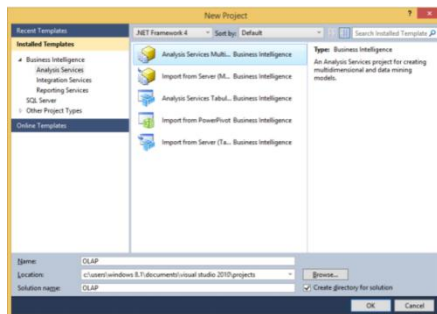 New Project
Recent Templates
Installed Templates
Business Intelligence
Analysis Services
Integration Services
Reporting Services
SQL Server
Other Project Types
Online Templates
.NET Framework 4 Sort by: Default
Search Installed Template
Analysis Services Multi... Business Intelligence
Import from Server (M... Business Intelligence
Analysis Services Tabul... Business Intelligence
Import from PowerPivot Business Intelligence
Import from Server (Ta... Business Intelligence
Type: Business Intelligence
An Analysis Services project for creating
multidimensional and data mining
models.
Name: OLAP
Location: c:\users\windows 8.1\documents\visual studio 2010\projects Browse...
Solution name: OLAP Create directory for solution
OK Cancel